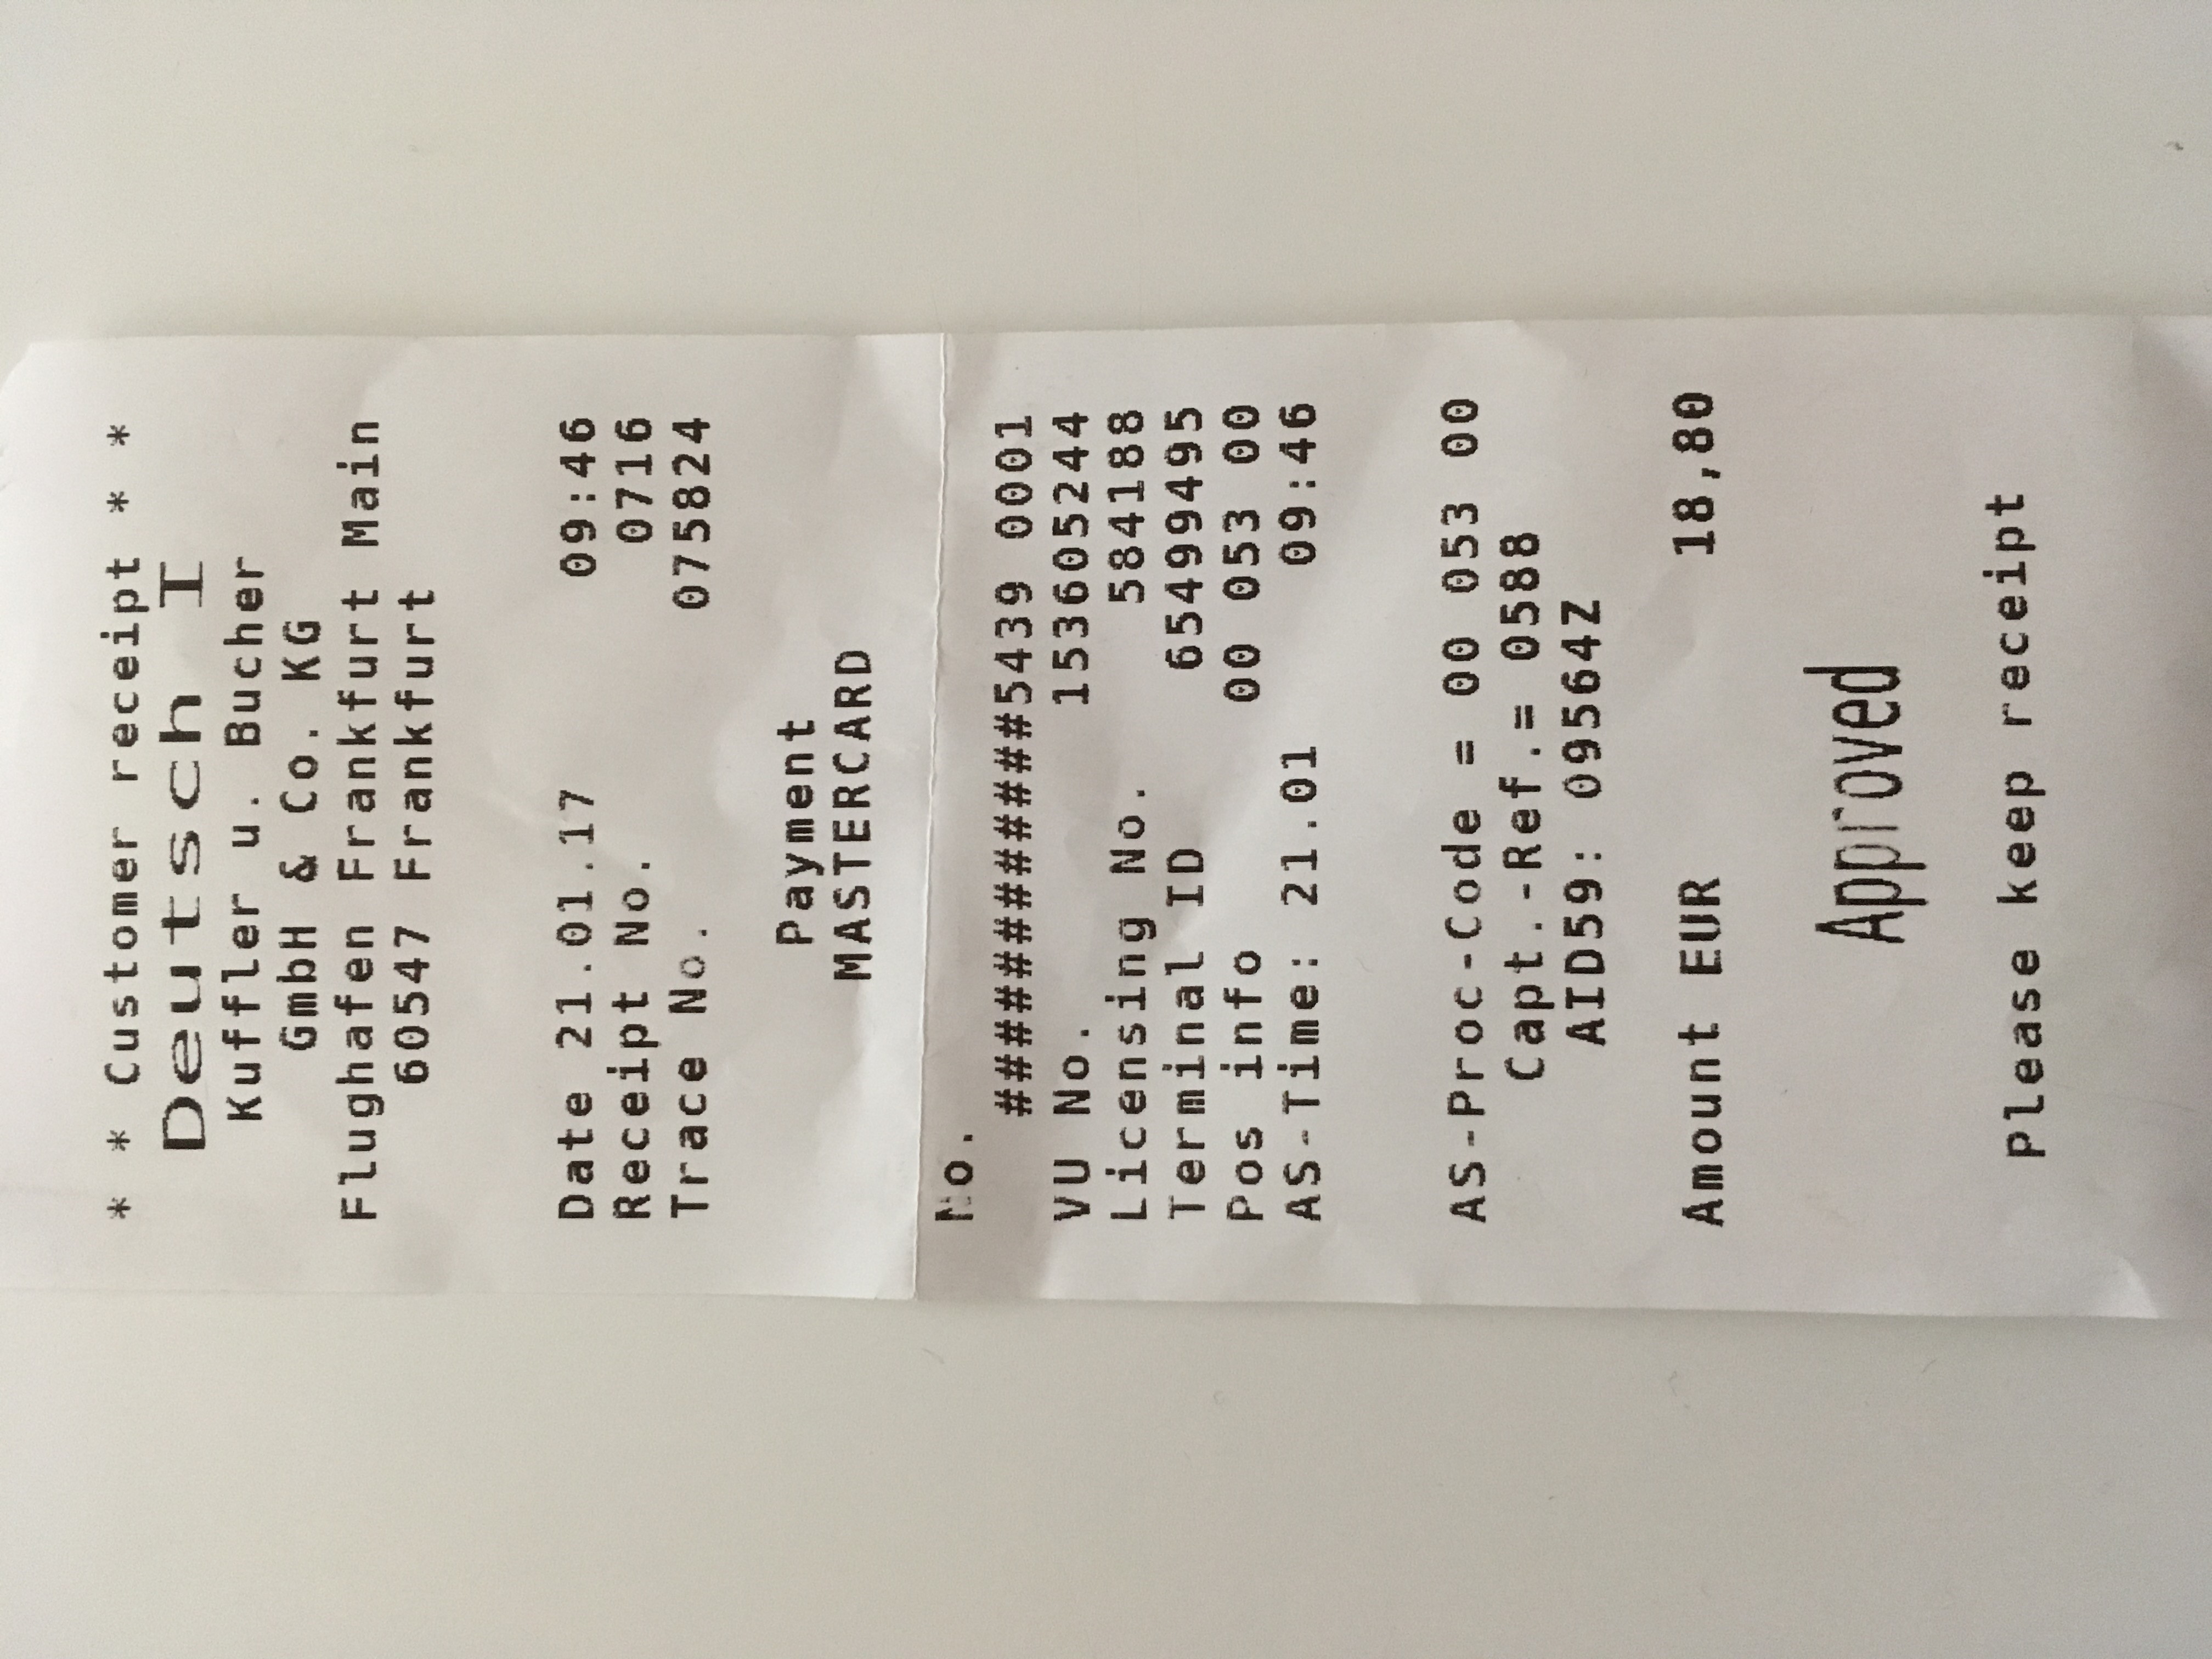 * * Customer receipt * *
Deutsch I
Kuffler u. Bucher
GmbH & Co. KG
Flughafen Frankfurt Main
60547 Frankfurt
Date 21.01.17 09:46
Receipt No. 0716
Trace No. 075824
Payment
MASTERCARD
No.
############5439 0001
VU No. 153605244
Licensing No. 584188
Terminal ID 65499495
Pos info 00 053 00
AS-Time: 21.01 09:46
AS-Proc-Code = 00 053 00
Capt.-Ref.= 0588
AID59: 09564Z
Amount EUR 18,80
Approved
Please keep receipt